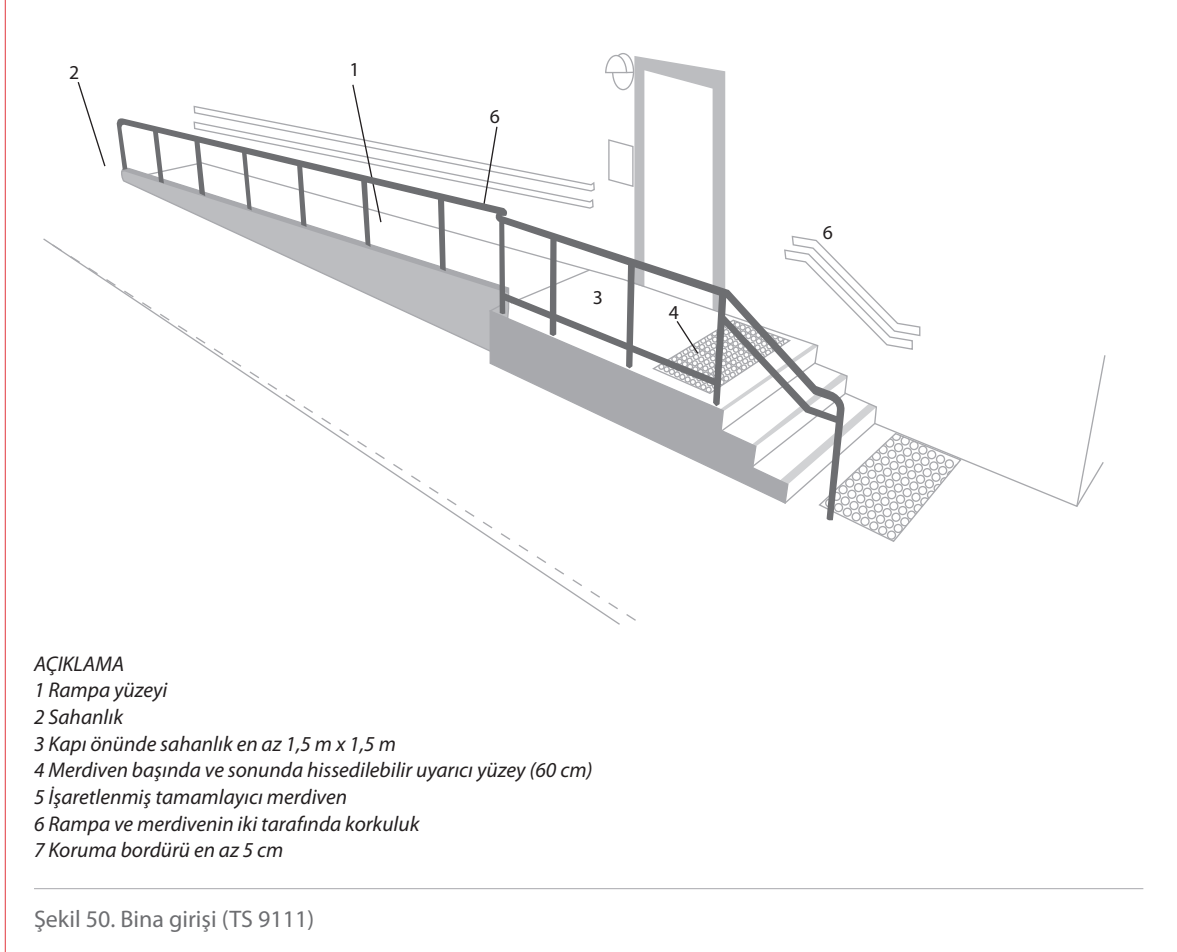 2
1
6
6
3
4
AÇIKLAMA
1 Rampa yüzeyi
2 Sahanlık
3 Kapı önünde sahanlık en az 1,5 m x 1,5 m
4 Merdiven başında ve sonunda hissedilebilir uyarıcı yüzey (60 cm)
5 İşaretlenmiş tamamlayıcı merdiven
6 Rampa ve merdivenin iki tarafında korkuluk
7 Koruma bordürü en az 5 cm
Şekil 50. Bina girişi (TS 9111)